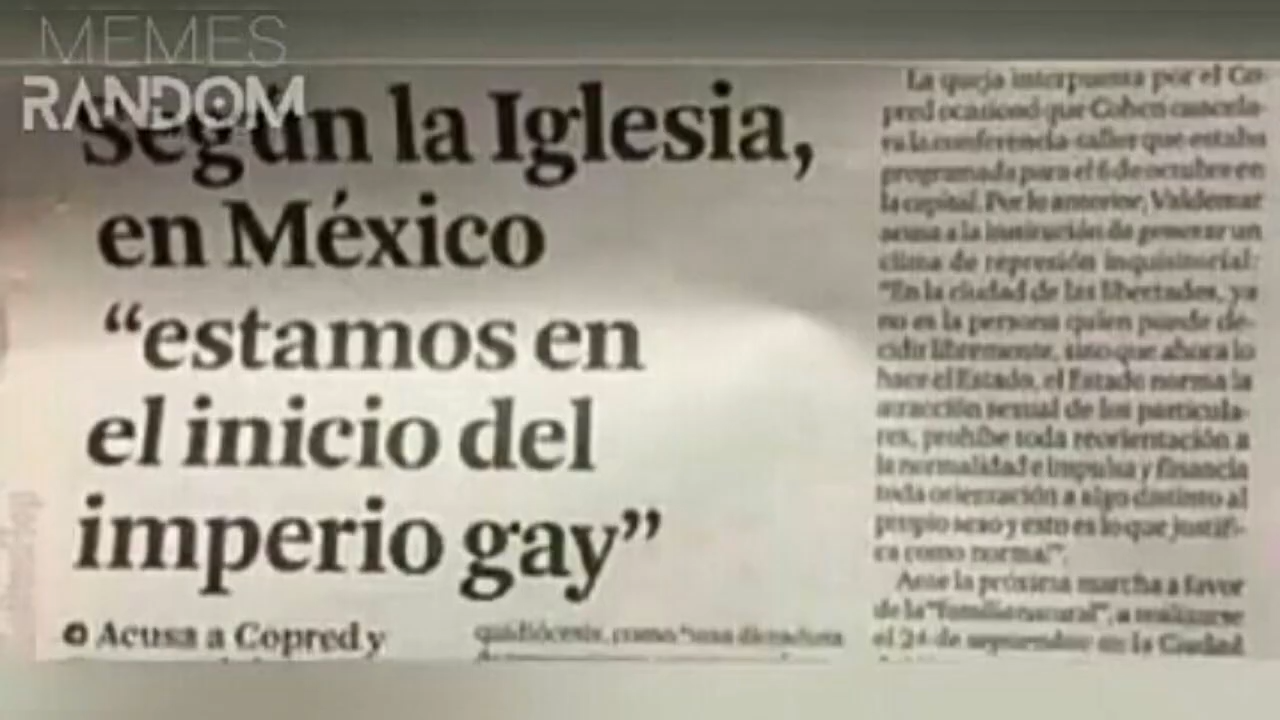 MEMES
RANDOM
Según la Iglesia,
en México
“estamos en
el inicio del
imperio gay”
Acusa a Copred y
quidiócesis, como “una dictadura
La queja interpuesta por el Co-
pred ocasionó que Cohen cancela-
ra la conferencia-taller que estaba
programada para el 6 de octubre en
la capital. Por lo anterior, Valdemar
acusa a la institución de generar un
clima de represión inquisitorial:
“En la ciudad de las libertades, ya
no es la persona quien puede de-
cidir libremente, sino que ahora lo
hace el Estado, el Estado norma la
atracción sexual de los particula-
res, prohíbe toda reorientación a
la normalidad e impulsa y financia
toda orientación a algo distinto al
propio sexo y esto es lo que justifi-
ca como norma”.
Ante la próxima marcha a favor
de la “familia natural”, a realizarse
el 24 de septiembre en la Ciudad